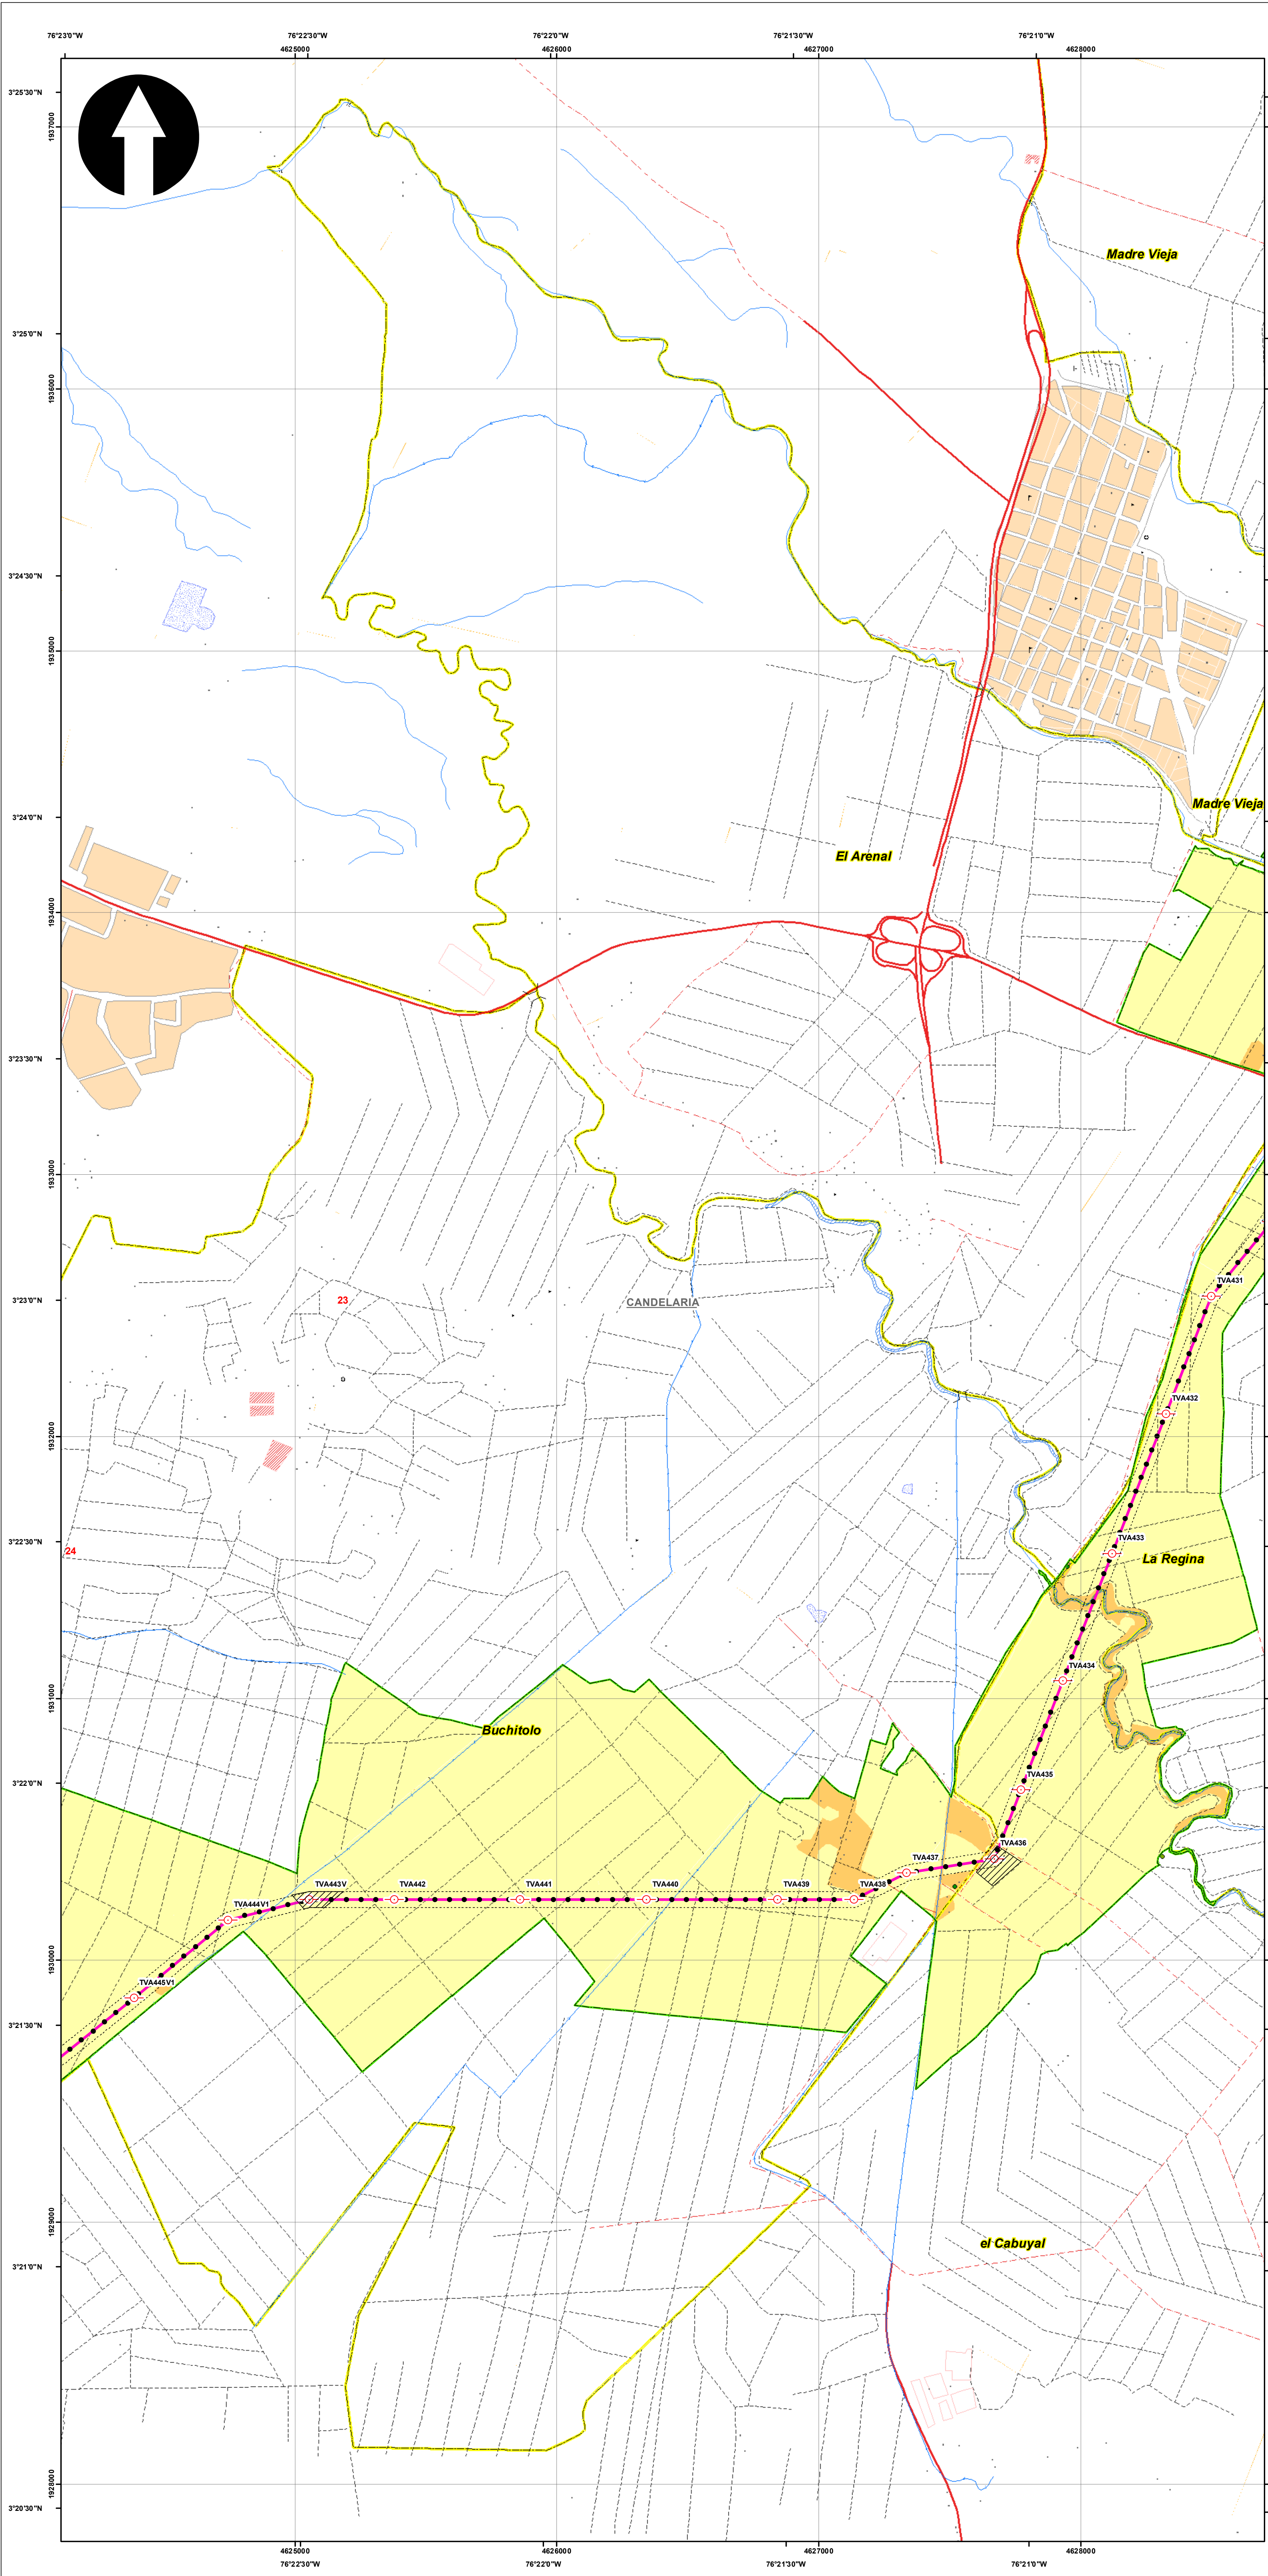 76°23'0"W 76°22'30"W 76°22'0"W 76°21'30"W 76°21'0"W
4625000 4626000 4627000 4628000
3°25'30"N
1937000
Madre Vieja
3°25'0"N
1936000
3°24'30"N
1935000
3°24'0"N
Madre Vieja
El Arenal
1934000
3°23'30"N
1933000
TVA431
3°23'0"N
23
CANDELARIA
TVA432
1932000
TVA433
3°22'30"N
24
La Regina
TVA434
1931000
Buchitolo
TVA435
3°22'0"N
TVA436
TVA437
TVA443V TVA442 TVA441 TVA440 TVA439 TVA438
TVA444V1
1930000
TVA445V1
3°21'30"N
1929000
el Cabuyal
3°21'0"N
1928000
3°20'30"N
4625000 4626000 4627000 4628000
76°22'30"W 76°22'0"W 76°21'30"W 76°21'0"W